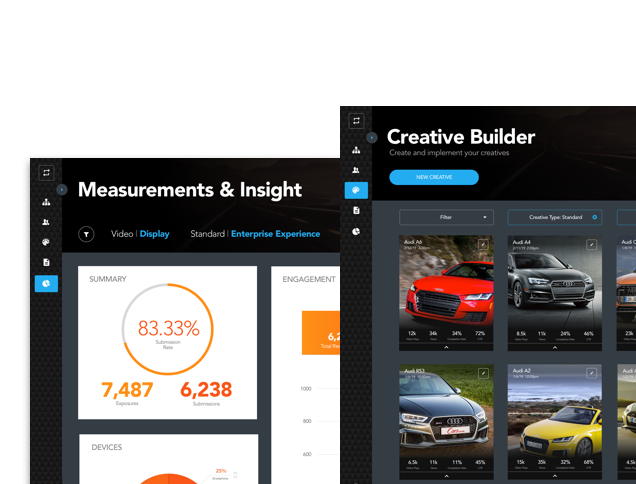 Creative Builder
Create and implement your creatives
NEW CREATIVE
Filter
Creative Type: Standard
Audi A6
Audi A4
12k
34k
34%
72%
8.5k
11k
24%
46%
23k
Audi RS3
Audi A2
6.5k
11k
11%
45%
15k
35k
32%
68%
4.5k
Measurements & Insight
Video | Display
Standard | Enterprise Experience
SUMMARY
83.33%
Submission
Rate
7,487
6,238
Exposures
Submissions
ENGAGEMENT
6,2
Total Re
1000
800
600
DEVICES
25%